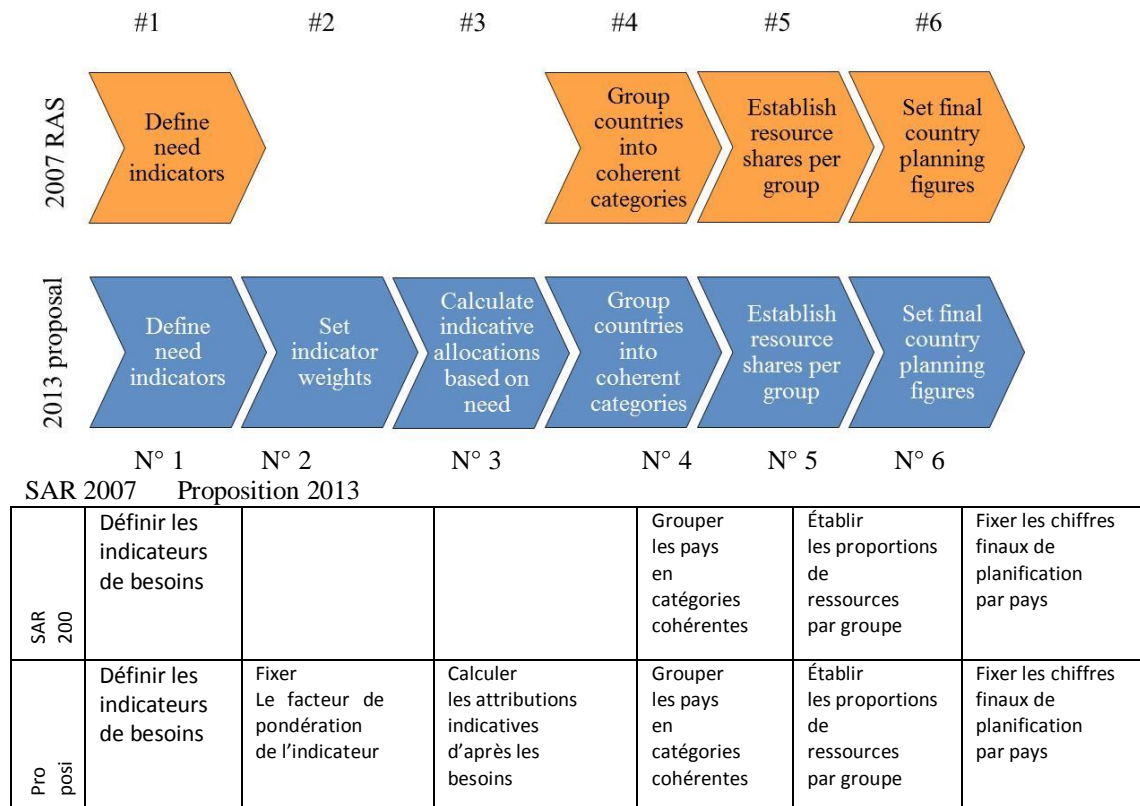 #1 #2 #3 #4 #5 #6
2007 RAS
Define
need
indicators
Group
countries
into
coherent
categories
Establish
resource
shares per
group
Set final
country
planning
figures
2013 proposal
Define
need
indicators
Set
indicator
weights
Calculate
indicative
allocations
based on
need
Group
countries
into
coherent
categories
Establish
resource
shares per
group
Set final
country
planning
figures
N° 1 N° 2 N° 3 N° 4 N° 5 N° 6
SAR 2007 Proposition 2013
SAR
200
Définir les
indicateurs
de besoins
Grouper
les pays
en
catégories
cohérentes
Établir
les proportions
de
ressources
par groupe
Fixer les chiffres
finaux de
planification
par pays
Pro
posi
Définir les
indicateurs
de besoins
Fixer
Le facteur de
pondération
de l’indicateur
Calculer
les attributions
indicatives
d’après les
besoins
Grouper
les pays
en
catégories
cohérentes
Établir
les proportions
de
ressources
par groupe
Fixer les chiffres
finaux de
planification
par pays